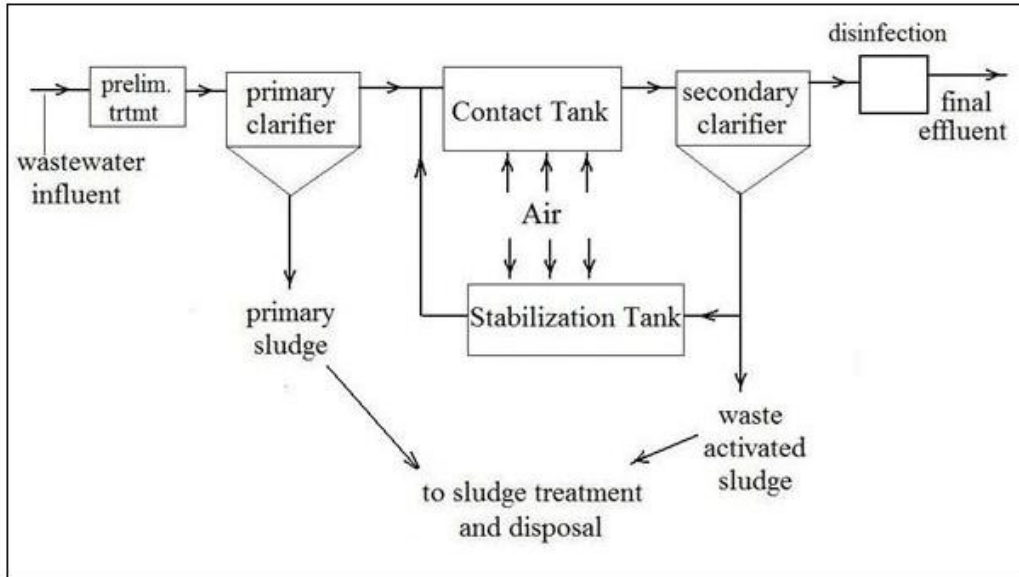 disinfection
prelim.
trtmt
primary
clarifier
Contact Tank
secondary
clarifier
final
effluent
wastewater
influent
Air
primary
sludge
Stabilization Tank
waste
activated
sludge
to sludge treatment
and disposal